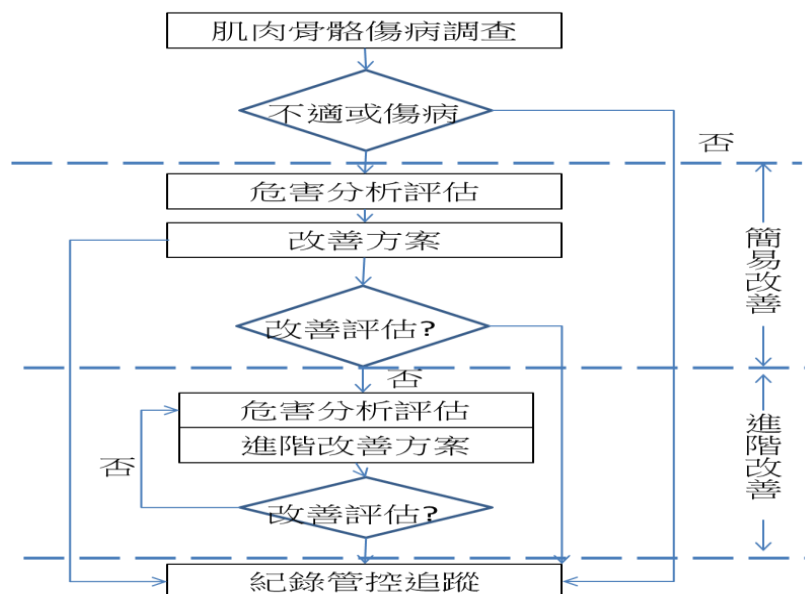 肌肉骨骼傷病調查
不適或傷病
否
危害分析評估
改善方案
簡易改善
改善評估?
否
危害分析評估
進階改善方案
否
進階改善
改善評估?
紀錄管控追蹤